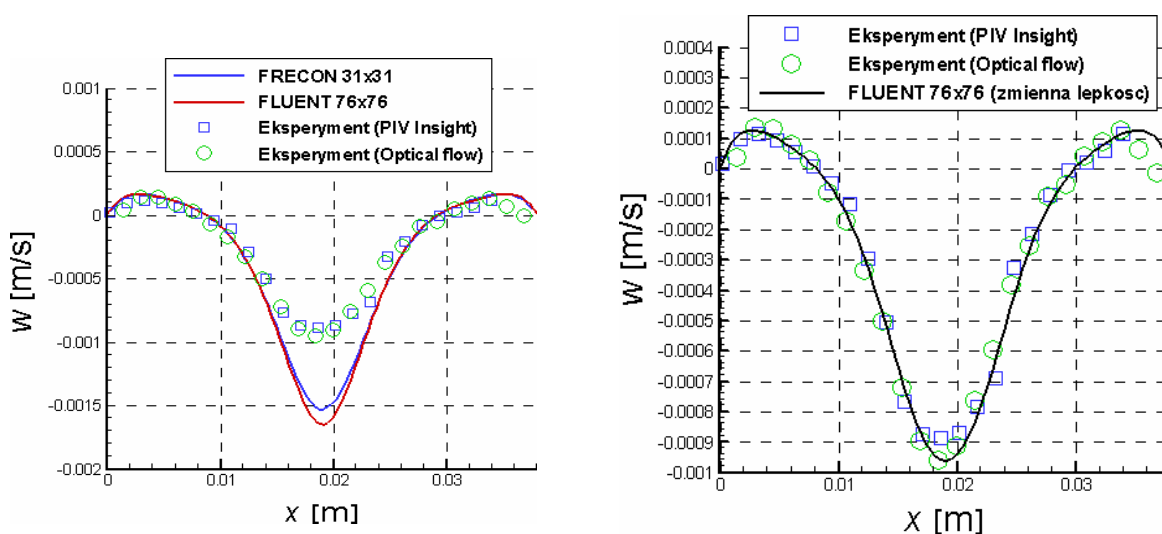 FRECON 31x31
FLUENT 76x76
Eksperyment (PIV Insight)
Eksperyment (Optical flow)
0.001
0.0005
0
-0.0005
-0.001
-0.0015
-0.002
w [m/s]
0
0.01
0.02
0.03
x [m]
Eksperyment (PIV Insight)
Eksperyment (Optical flow)
FLUENT 76x76 (zmienna lepkosc)
0.0005
0.0004
0.0003
0.0002
0.0001
0
-0.0001
-0.0002
-0.0003
-0.0004
-0.0005
-0.0006
-0.0007
-0.0008
-0.0009
-0.001
w [m/s]
0
0.01
0.02
0.03
x [m]